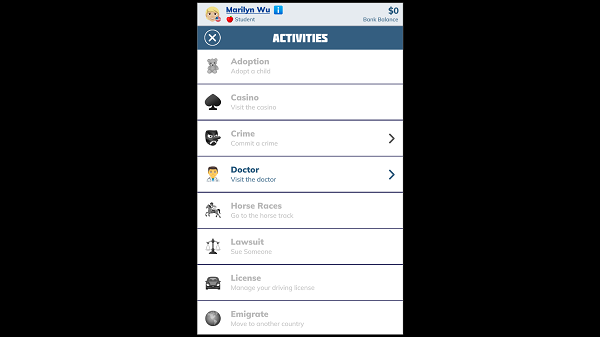 Marilyn Wu
$0
Student
Bank Balance
ACTIVITIES
Adoption
Adopt a child
Casino
Visit the casino
Crime
Commit a crime
Doctor
Visit the doctor
Horse Races
Go to the horse track
Lawsuit
Sue Someone
License
Manage your driving license
Emigrate
Move to another country